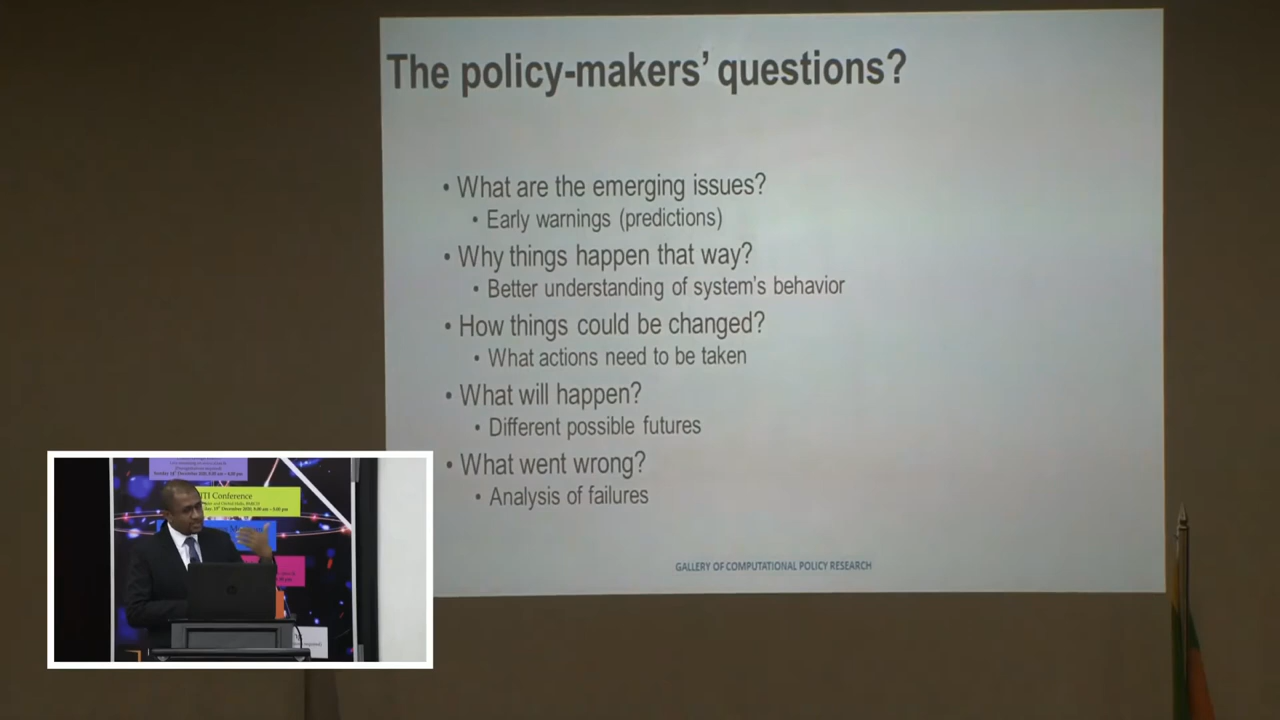 The policy-makers' questions?
• What are the emerging issues?
• Early warnings (predictions)
• Why things happen that way?
• Better understanding of system's behavior
• How things could be changed?
• What actions need to be taken
• What will happen?
• Different possible futures
• What went wrong?
• Analysis of failures
GALLERY OF COMPUTATIONAL POLICY RESEARCH
ITI Conference